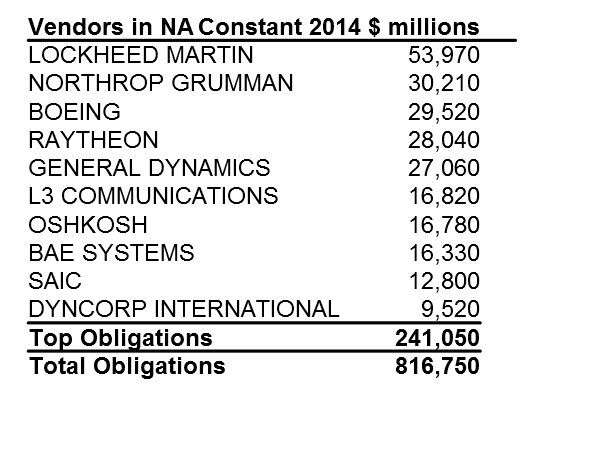 Vendors in NA Constant 2014 $ millions
LOCKHEED MARTIN 53,970
NORTHROP GRUMMAN 30,210
BOEING 29,520
RAYTHEON 28,040
GENERAL DYNAMICS 27,060
L3 COMMUNICATIONS 16,820
OSHKOSH 16,780
BAE SYSTEMS 16,330
SAIC 12,800
DYNCORP INTERNATIONAL 9,520
Top Obligations 241,050
Total Obligations 816,750